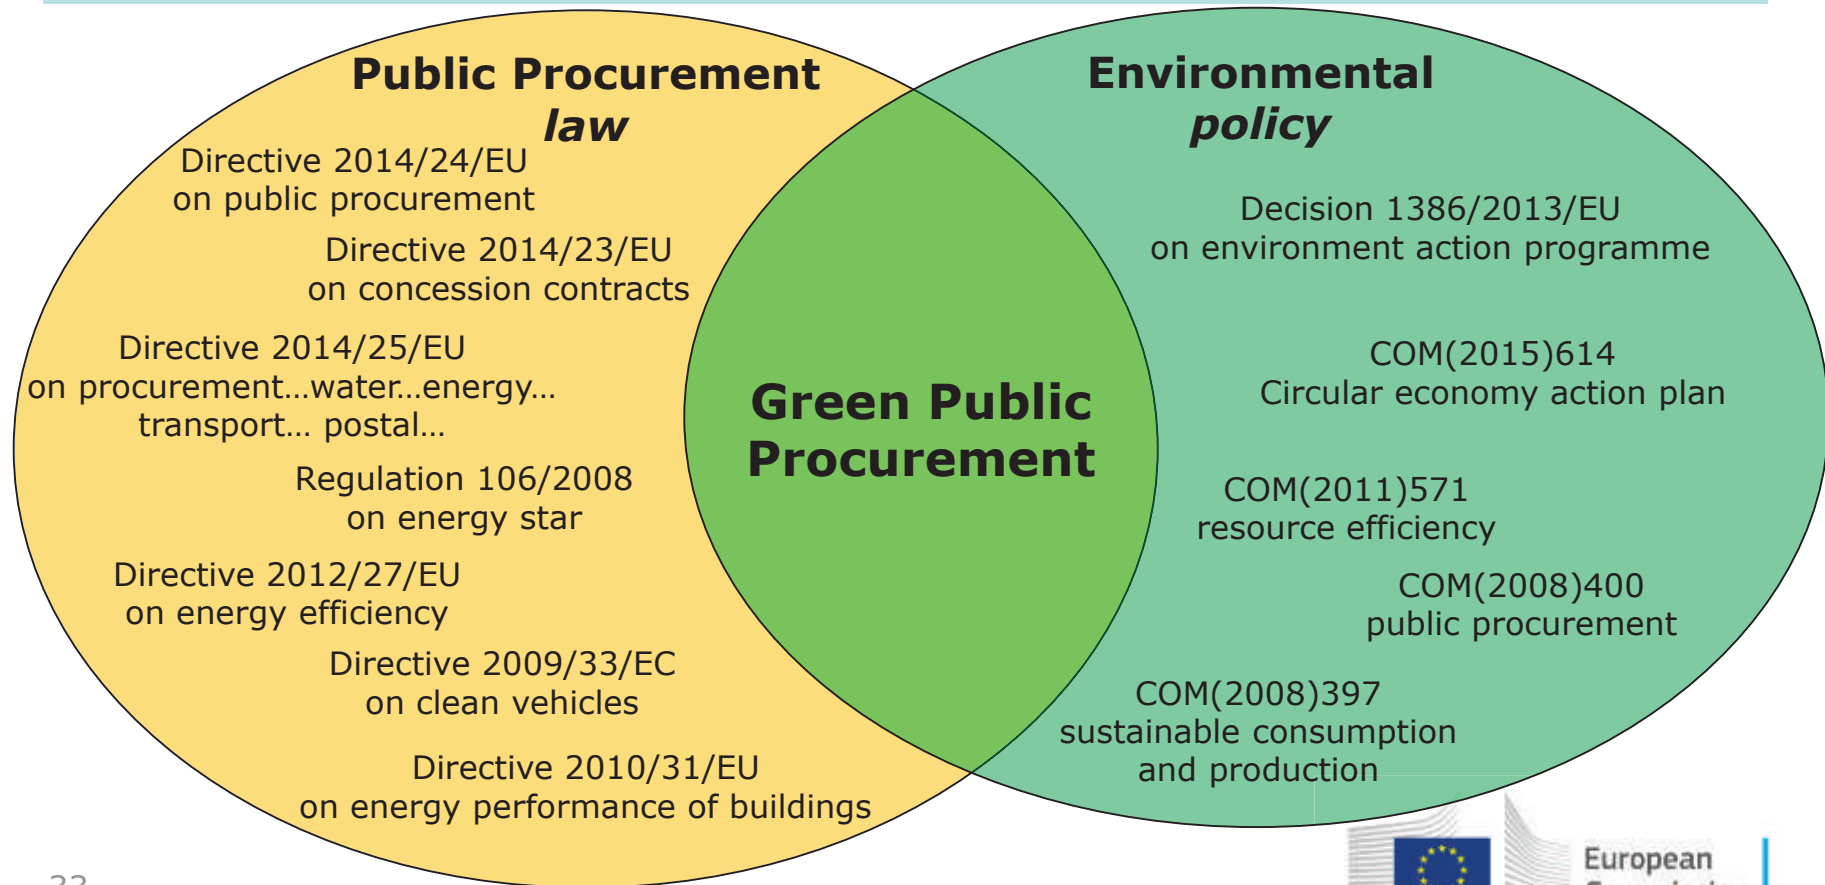 Public Procurement
law
Directive 2014/24/EU
on public procurement
Directive 2014/23/EU
on concession contracts
Directive 2014/25/EU
on procurement…water…energy…
transport… postal…
Regulation 106/2008
on energy star
Directive 2012/27/EU
on energy efficiency
Directive 2009/33/EC
on clean vehicles
Directive 2010/31/EU
on energy performance of buildings
Green Public
Procurement
Environmental
policy
Decision 1386/2013/EU
on environment action programme
COM(2015)614
Circular economy action plan
COM(2011)571
resource efficiency
COM(2008)400
public procurement
COM(2008)397
sustainable consumption
and production
European